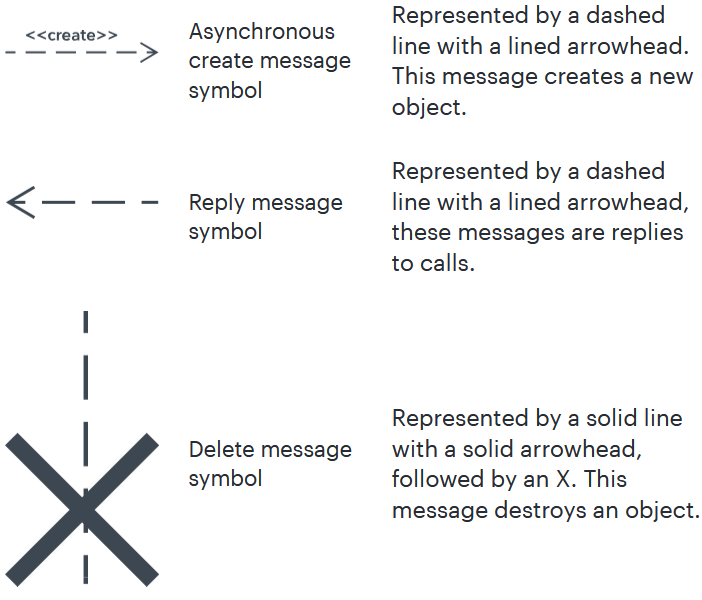 <<create>>
Asynchronous
create message
symbol
Represented by a dashed
line with a lined arrowhead.
This message creates a new
object.
Reply message
symbol
Represented by a dashed
line with a lined arrowhead,
these messages are replies
to calls.
Delete message
symbol
Represented by a solid line
with a solid arrowhead,
followed by an X. This
message destroys an object.